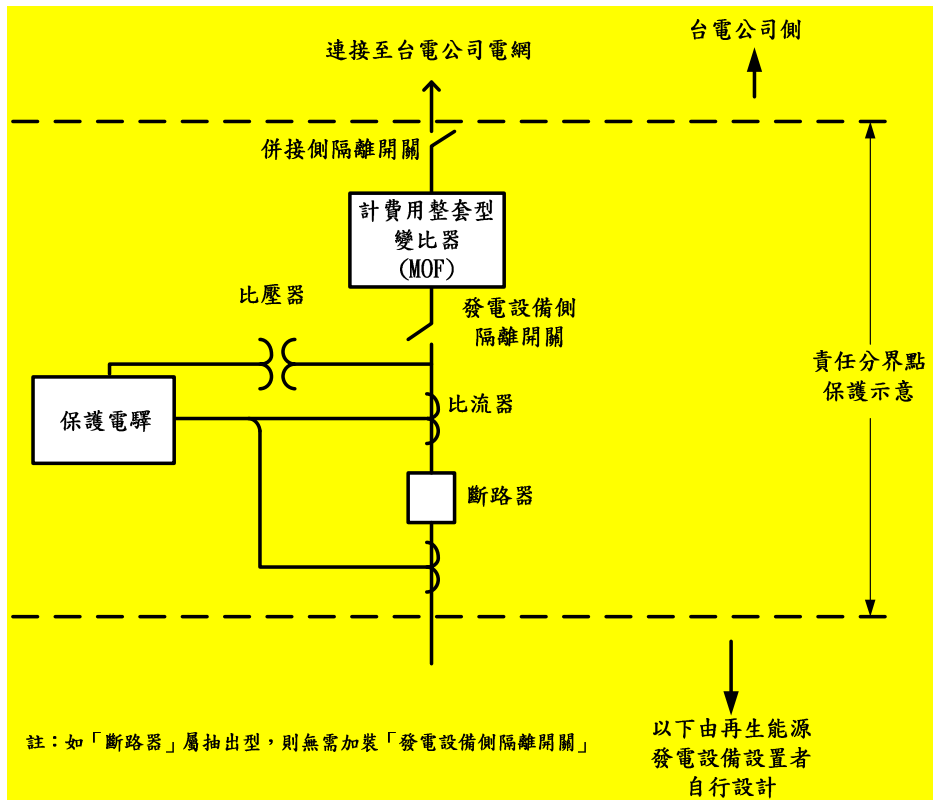 台電公司側
連接至台電公司電網
併接側隔離開關
計費用整套型
變比器
(MOF)
比壓器
發電設備側
隔離開關
責任分界點
保護示意
比流器
保護電驛
斷路器
以下由再生能源
發電設備設置者
自行設計
註：如「斷路器」屬抽出型，則無需加裝「發電設備側隔離開關」